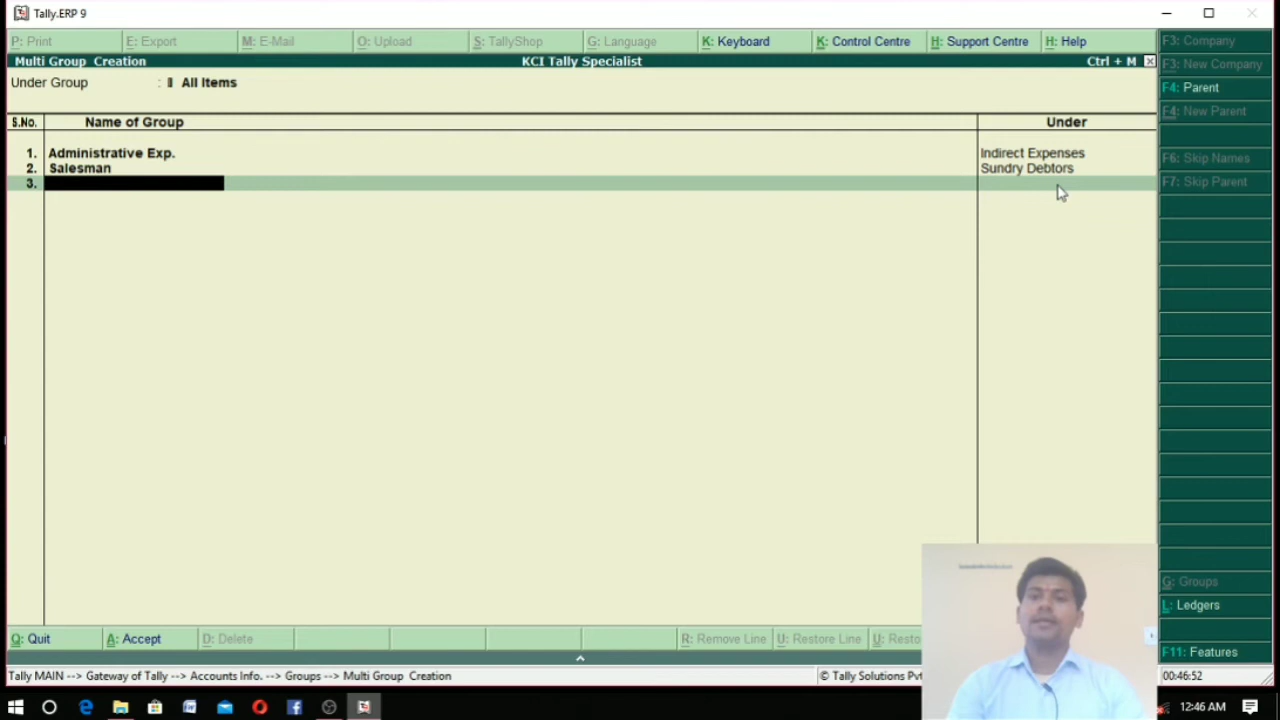 Tally.ERP 9
P: Print E: Export M: E-Mail O: Upload S: TallyShop G: Language K: Keyboard K: Control Centre H: Support Centre H: Help F3: Company
Multi Group Creation KCI Tally Specialist Ctrl + M F3: New Company
Under Group : All Items F4: Parent
F4: New Parent
S.No. Name of Group Under
1. Administrative Exp. Indirect Expenses F6: Skip Names
2. Salesman Sundry Debtors
3. F7: Skip Parent
G: Groups
L: Ledgers
Q: Quit A: Accept D: Delete R: Remove Line U: Restore Line U: Resto
F11: Features
Tally MAIN --> Gateway of Tally --> Accounts Info. --> Groups --> Multi Group Creation © Tally Solutions Pvt 00:46:52
12:46 AM